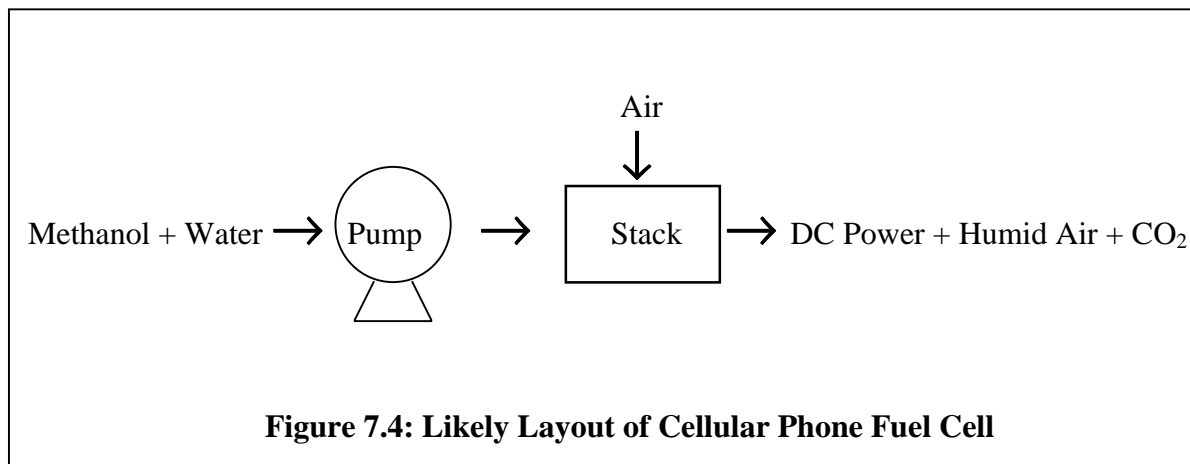 Air
Methanol + Water Pump Stack DC Power + Humid Air + CO₂
Figure 7.4: Likely Layout of Cellular Phone Fuel Cell